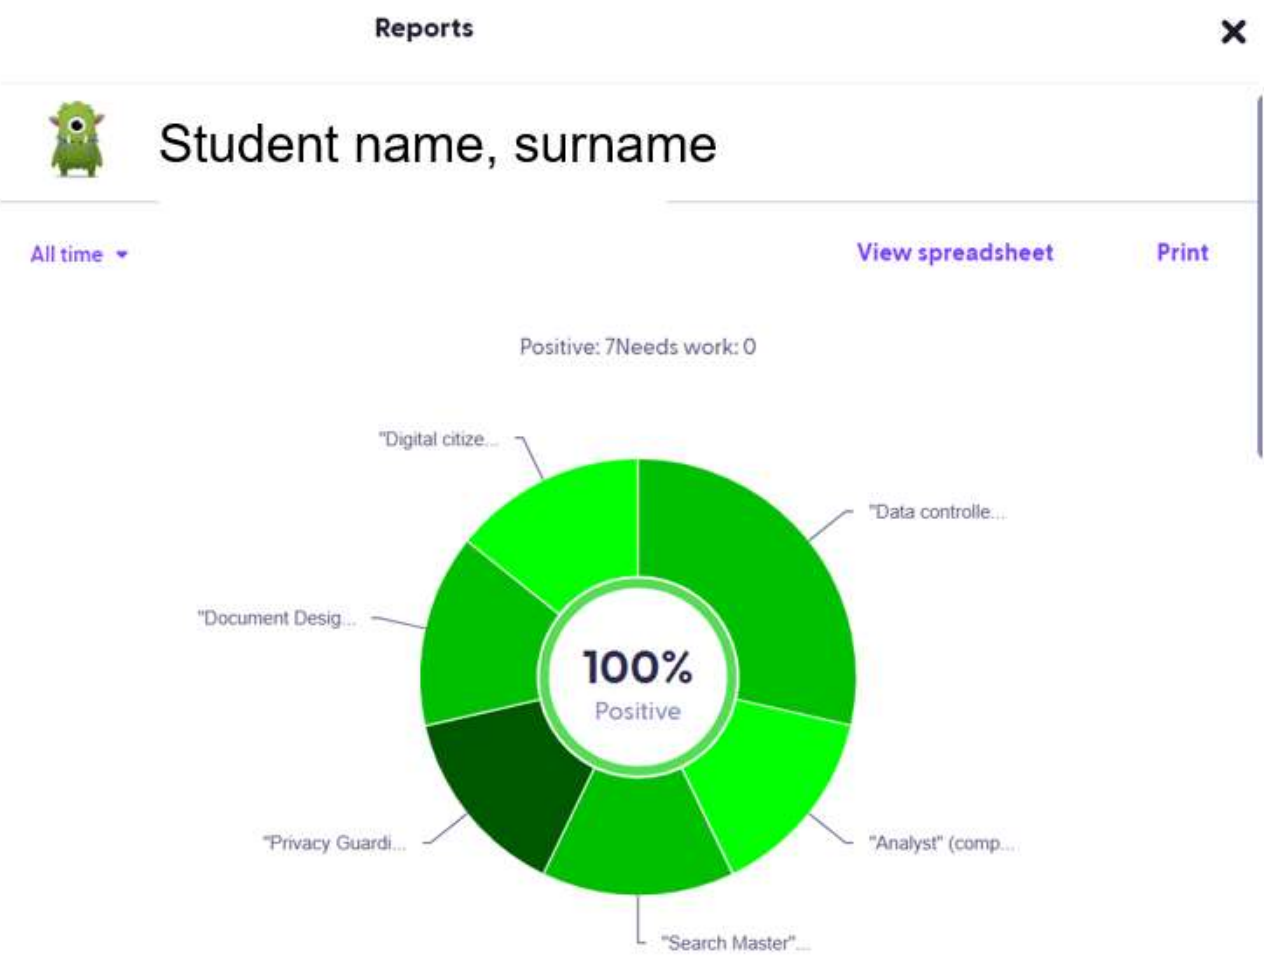 Reports
Student name, surname
All time
View spreadsheet
Print
Positive: 7Needs work: 0
"Digital citize...
"Data controlle...
"Document Desig...
100%
Positive
"Privacy Guardi...
"Analyst" (comp...
"Search Master"...